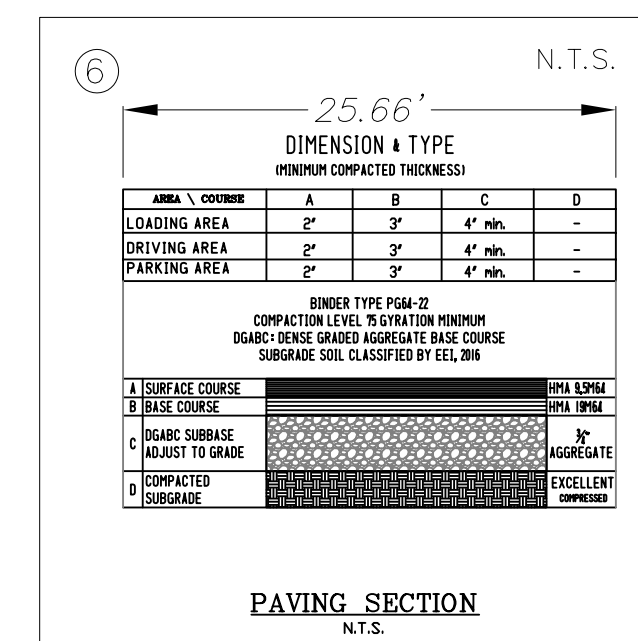 6
N.T.S.
25.66'
DIMENSION & TYPE
(MINIMUM COMPACTED THICKNESS)
AREA \ COURSE A B C D
LOADING AREA 2" 3" 4" min. -
DRIVING AREA 2" 3" 4" min. -
PARKING AREA 2" 3" 4" min. -
BINDER TYPE PG64-22
COMPACTION LEVEL 75 GYRATION MINIMUM
DGABC: DENSE GRADED AGGREGATE BASE COURSE
SUBGRADE SOIL CLASSIFIED BY EEI, 2016
A SURFACE COURSE HMA 9.5M64
B BASE COURSE HMA 19M64
C DGABC SUBBASE
ADJUST TO GRADE
AGGREGATE
D COMPACTED
SUBGRADE
EXCELLENT
COMPRESSED
PAVING SECTION
N.T.S.